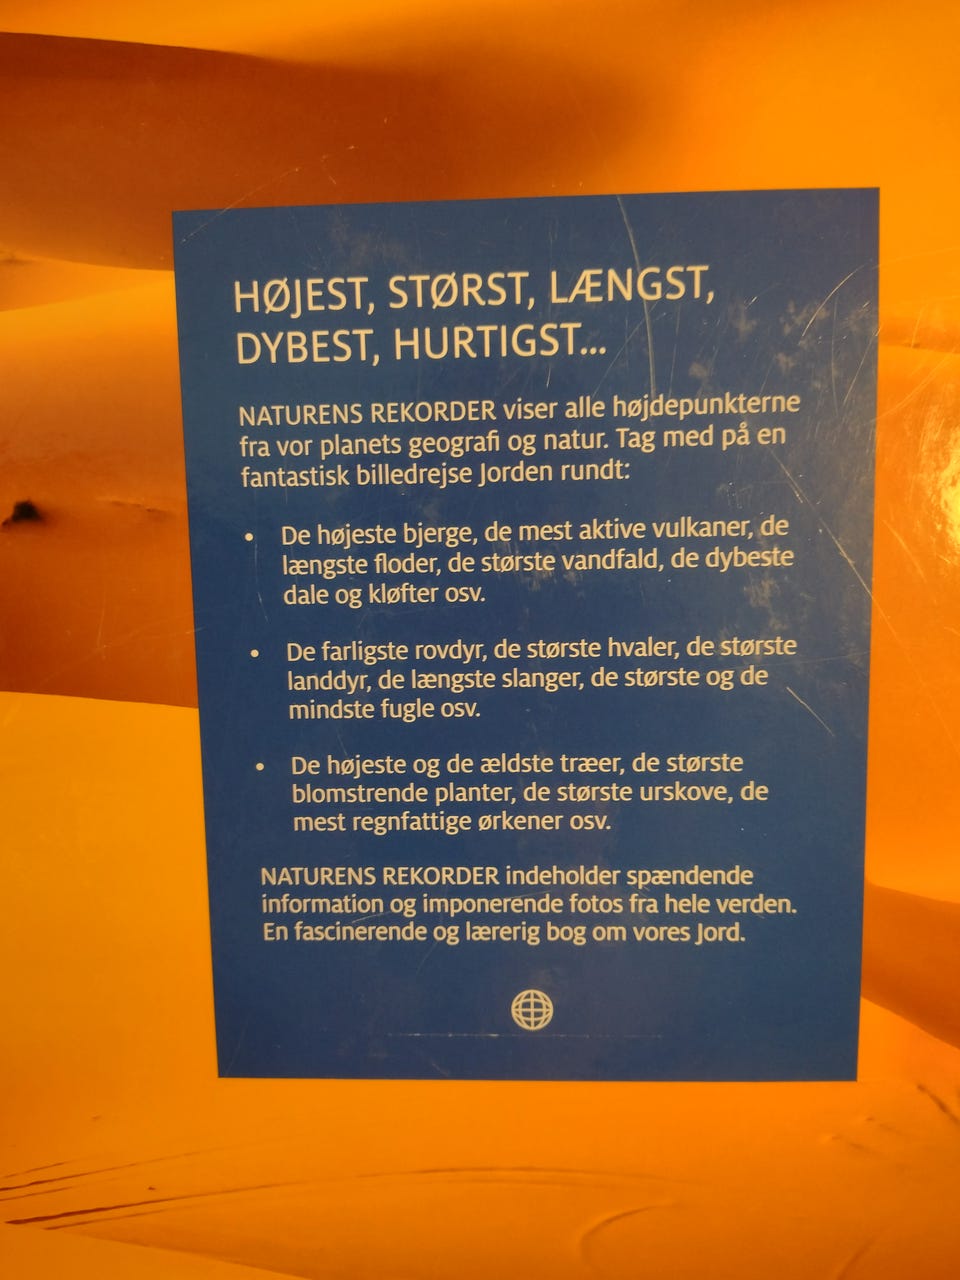 HØJEST, STØRST, LÆNGST,
DYBEST, HURTIGST...
NATURENS REKORDER viser alle højdepunkterne
fra vor planets geografi og natur. Tag med på en
fantastisk billedrejse Jorden rundt:
• De højeste bjerge, de mest aktive vulkaner, de
længste floder, de største vandfald, de dybeste
dale og kløfter osv.
• De farligste rovdyr, de største hvaler, de største
landdyr, de længste slanger, de største og de
mindste fugle osv.
• De højeste og de ældste træer, de største
blomstrende planter, de største urskove, de
mest regnfattige ørkener osv.
NATURENS REKORDER indeholder spændende
information og imponerende fotos fra hele verden.
En fascinerende og lærerig bog om vores Jord.